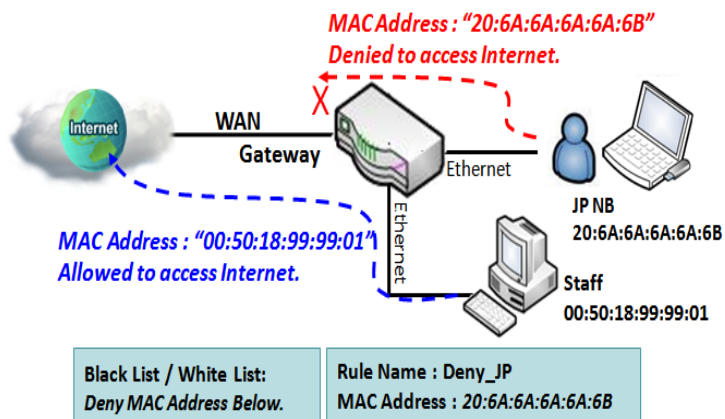 MAC Address : “20:6A:6A:6A:6A:6B”
Denied to access Internet.
Internet
WAN
Gateway
Ethernet
Ethernet
JP NB
20:6A:6A:6A:6A:6B
MAC Address : “00:50:18:99:99:01”
Allowed to access Internet.
Staff
00:50:18:99:99:01
Black List / White List:
Deny MAC Address Below.
Rule Name : Deny_JP
MAC Address : 20:6A:6A:6A:6A:6B